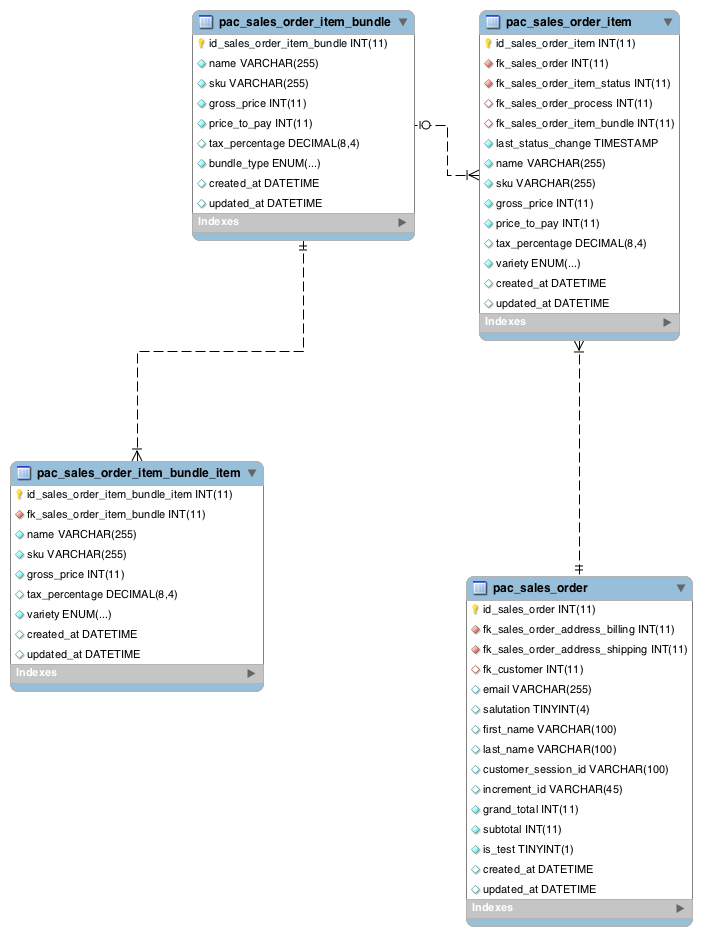 pac_sales_order_item_bundle
id_sales_order_item_bundle INT(11)
name VARCHAR(255)
sku VARCHAR(255)
gross_price INT(11)
price_to_pay INT(11)
tax_percentage DECIMAL(8,4)
bundle_type ENUM(...)
created_at DATETIME
updated_at DATETIME
Indexes
pac_sales_order_item
id_sales_order_item INT(11)
fk_sales_order INT(11)
fk_sales_order_item_status INT(11)
fk_sales_order_process INT(11)
fk_sales_order_item_bundle INT(11)
last_status_change TIMESTAMP
name VARCHAR(255)
sku VARCHAR(255)
gross_price INT(11)
price_to_pay INT(11)
tax_percentage DECIMAL(8,4)
variety ENUM(...)
created_at DATETIME
updated_at DATETIME
Indexes
pac_sales_order_item_bundle_item
id_sales_order_item_bundle_item INT(11)
fk_sales_order_item_bundle INT(11)
name VARCHAR(255)
sku VARCHAR(255)
gross_price INT(11)
tax_percentage DECIMAL(8,4)
variety ENUM(...)
created_at DATETIME
updated_at DATETIME
Indexes
pac_sales_order
id_sales_order INT(11)
fk_sales_order_address_billing INT(11)
fk_sales_order_address_shipping INT(11)
fk_customer INT(11)
email VARCHAR(255)
salutation TINYINT(4)
first_name VARCHAR(100)
last_name VARCHAR(100)
customer_session_id VARCHAR(100)
increment_id VARCHAR(45)
grand_total INT(11)
subtotal INT(11)
is_test TINYINT(1)
created_at DATETIME
updated_at DATETIME
Indexes